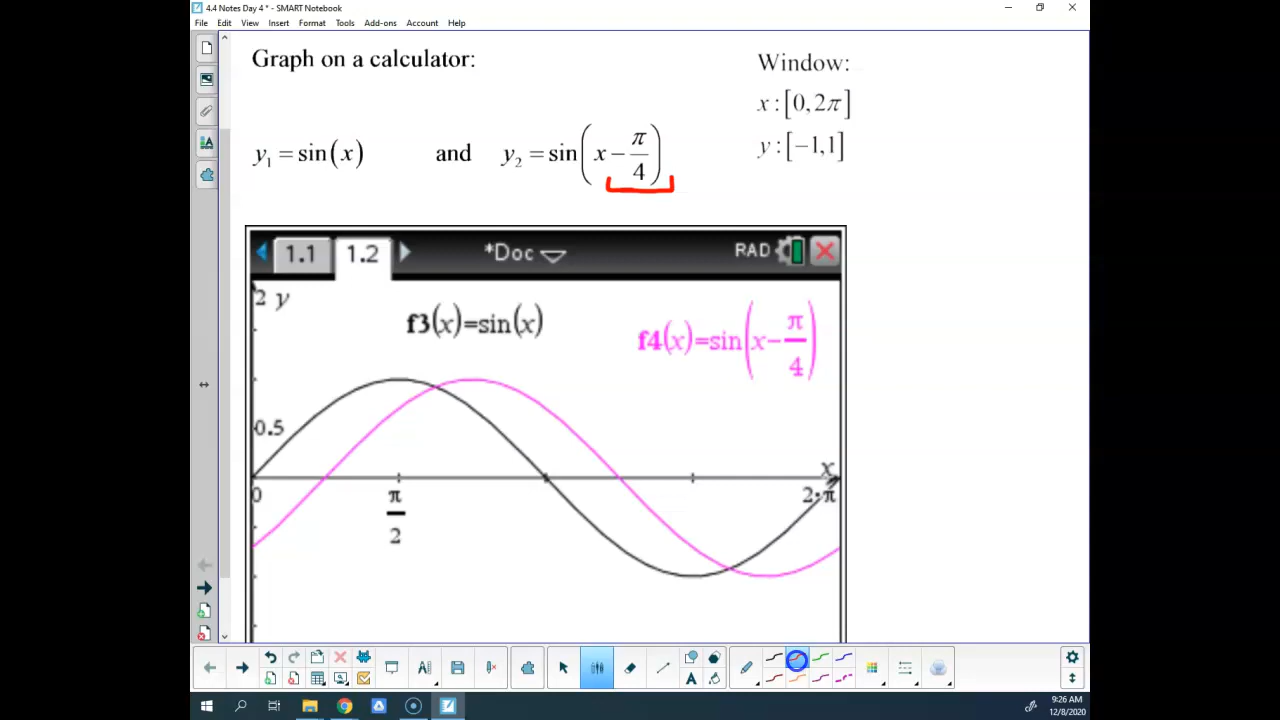 4.4 Notes Day 4 * - SMART Notebook
File Edit View Insert Format Tools Add-ons Account Help
Graph on a calculator:
Window:
x : [0, 2π]
y : [−1, 1]
y₁ = sin(x) and y₂ = sin(x − π/4)
1.1 1.2 *Doc RAD
2 y
f3(x)=sin(x)
f4(x)=sin(x−π/4)
0.5
x
0 π/2 2·π
9:26 AM
12/8/2020